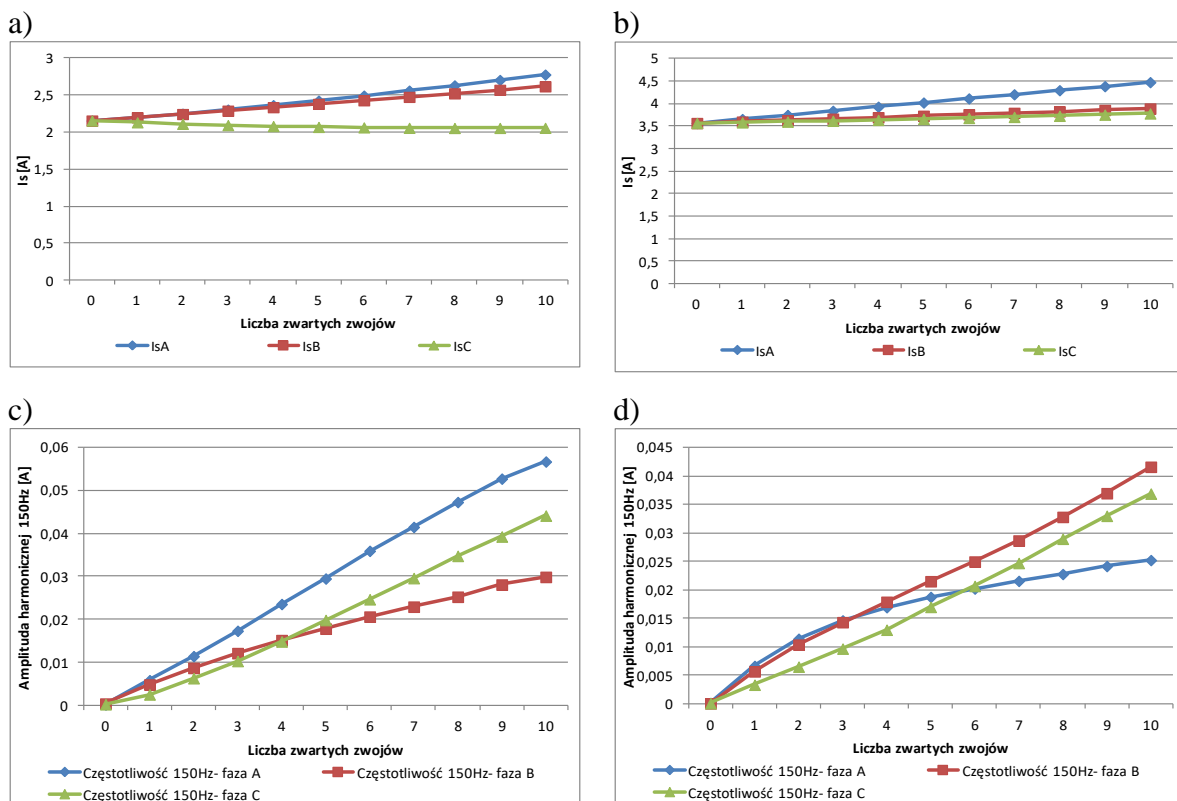 a)
Is [A]
3
2,5
2
1,5
1
0,5
0
0 1 2 3 4 5 6 7 8 9 10
Liczba zwartych zwojów
IsA IsB IsC
b)
Is [A]
5
4,5
4
3,5
3
2,5
2
1,5
1
0,5
0
0 1 2 3 4 5 6 7 8 9 10
Liczba zwartych zwojów
IsA IsB IsC
c)
Amplituda harmonicznej 150Hz [A]
0,06
0,05
0,04
0,03
0,02
0,01
0
0 1 2 3 4 5 6 7 8 9 10
Liczba zwartych zwojów
Częstotliwość 150Hz- faza A Częstotliwość 150Hz- faza B
Częstotliwość 150Hz- faza C
d)
Amplituda harmonicznej 150Hz [A]
0,045
0,04
0,035
0,03
0,025
0,02
0,015
0,01
0,005
0
0 1 2 3 4 5 6 7 8 9 10
Liczba zwartych zwojów
Częstotliwość 150Hz- faza A Częstotliwość 150Hz- faza B
Częstotliwość 150Hz- faza C